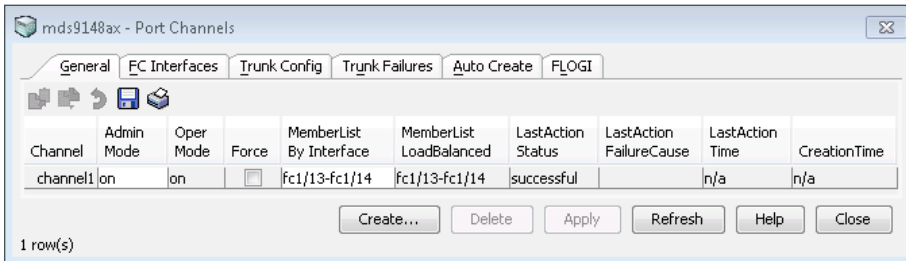 mds9148ax - Port Channels
General FC Interfaces Trunk Config Trunk Failures Auto Create FLOGI
Admin Oper MemberList MemberList LastAction LastAction LastAction
Channel Mode Mode Force By Interface LoadBalanced Status FailureCause Time CreationTime
channel1 on on fc1/13-fc1/14 fc1/13-fc1/14 successful n/a n/a
Create... Delete Apply Refresh Help Close
1 row(s)